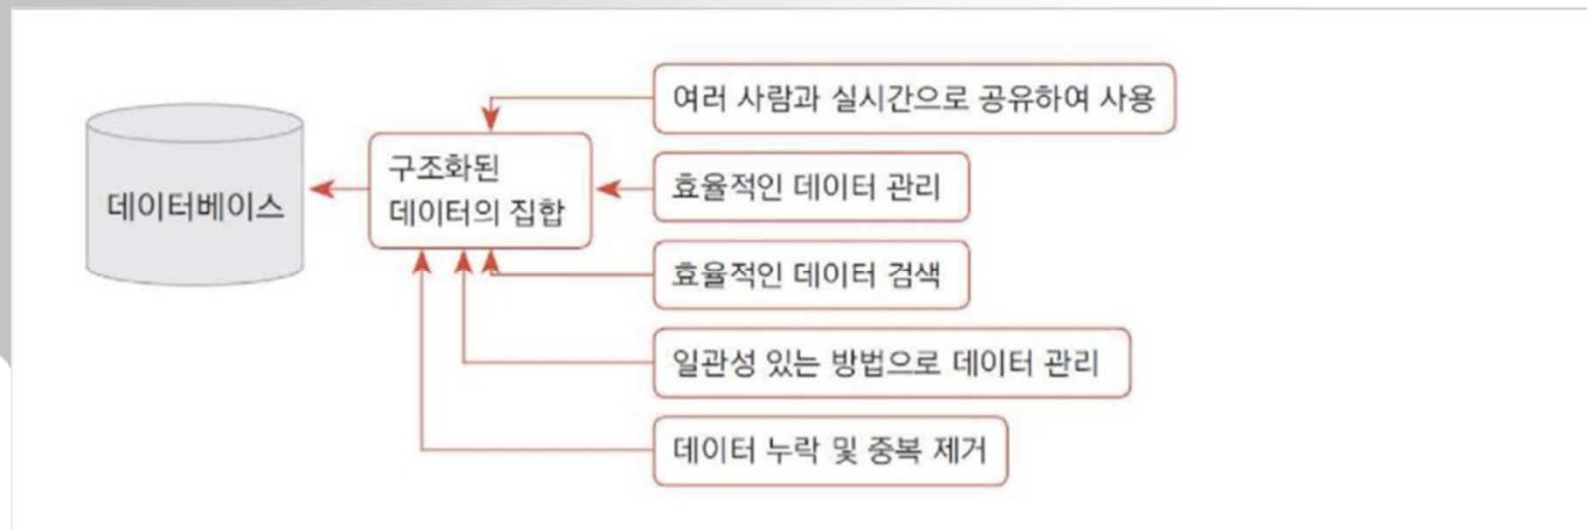 데이터베이스
구조화된
데이터의 집합
여러 사람과 실시간으로 공유하여 사용
효율적인 데이터 관리
효율적인 데이터 검색
일관성 있는 방법으로 데이터 관리
데이터 누락 및 중복 제거